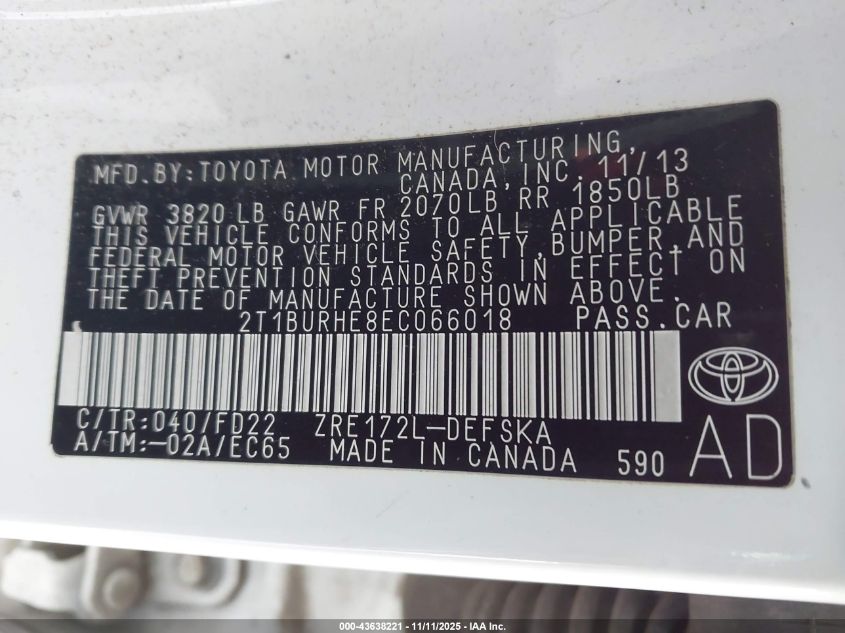 MFD.BY:TOYOTA MOTOR MANUFACTURING,
CANADA, INC. 11/13
GVWR 3820 LB GAWR FR 2070LB RR 1850LB
THIS VEHICLE CONFORMS TO ALL APPLICABLE
FEDERAL MOTOR VEHICLE SAFETY,BUMPER,AND
THEFT PREVENTION STANDARDS IN EFFECT ON
THE DATE OF MANUFACTURE SHOWN ABOVE.
2T1BURHE8EC066018 PASS.CAR
C/TR:040/FD22 ZRE172L-DEFSKA
A/TM:-02A/EC65 MADE IN CANADA 590
AD
000-43638221 - 11/11/2025 - IAA Inc.